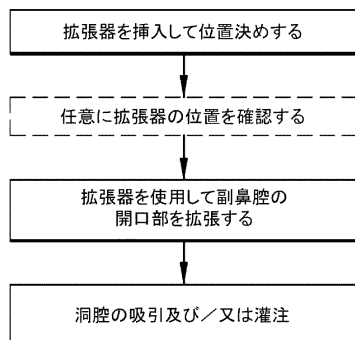 拡張器を挿入して位置決めする
任意に拡張器の位置を確認する
拡張器を使用して副鼻腔の
開口部を拡張する
洞腔の吸引及び／又は灌注